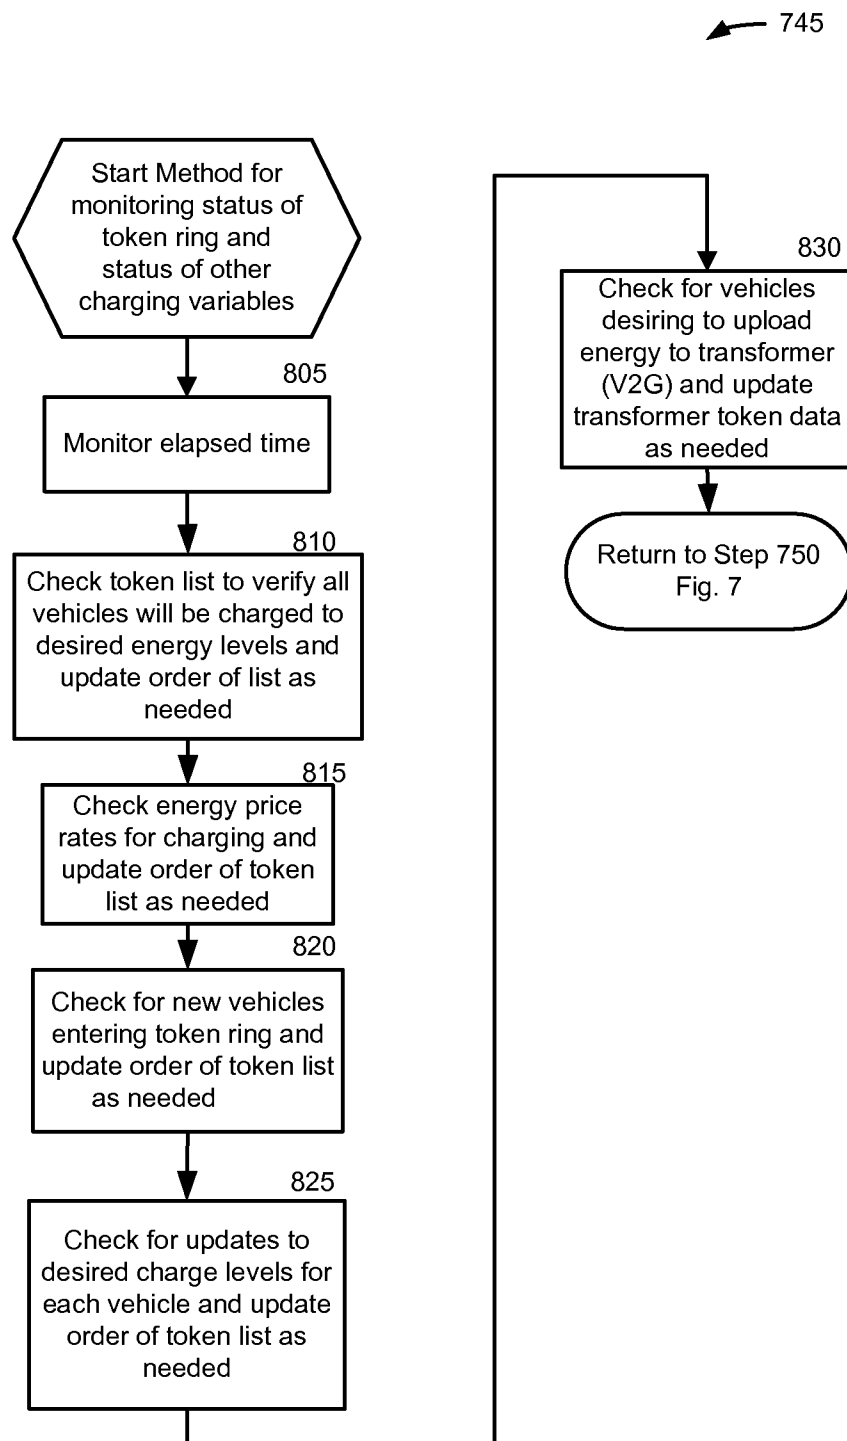 745
Start Method for
monitoring status of
token ring and
status of other
charging variables
805
Monitor elapsed time
810
Check token list to verify all
vehicles will be charged to
desired energy levels and
update order of list as
needed
815
Check energy price
rates for charging and
update order of token
list as needed
820
Check for new vehicles
entering token ring and
update order of token list
as needed
825
Check for updates to
desired charge levels for
each vehicle and update
order of token list as
needed
830
Check for vehicles
desiring to upload
energy to transformer
(V2G) and update
transformer token data
as needed
Return to Step 750
Fig. 7